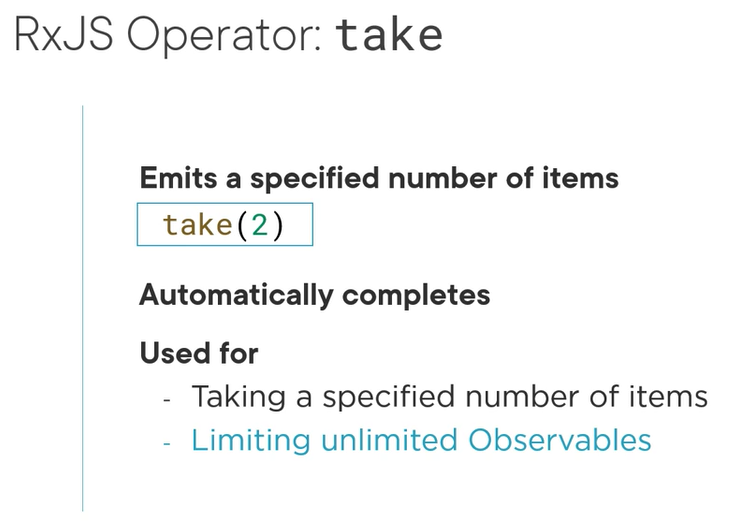 RxJS Operator: take
Emits a specified number of items
take(2)
Automatically completes
Used for
- Taking a specified number of items
- Limiting unlimited Observables